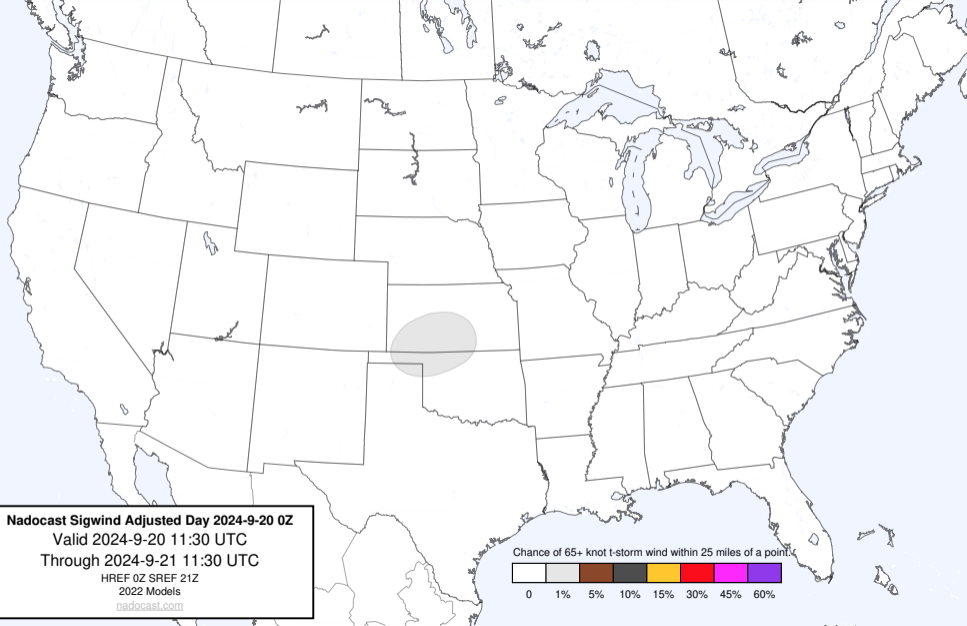 Nadocast Sigwind Adjusted Day 2024-9-20 0Z
Valid 2024-9-20 11:30 UTC
Through 2024-9-21 11:30 UTC
HREF 0Z SREF 21Z
2022 Models
nadocast.com
Chance of 65+ knot t-storm wind within 25 miles of a point.
0 1% 5% 10% 15% 30% 45% 60%